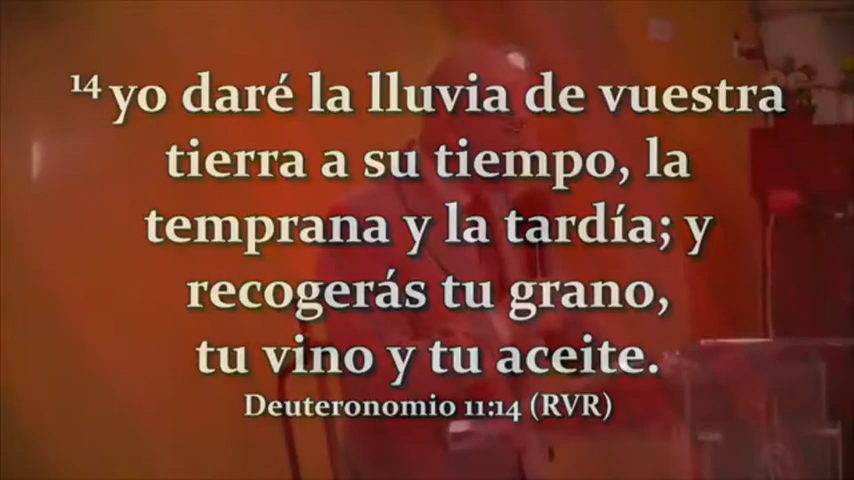 14 yo daré la lluvia de vuestra
tierra a su tiempo, la
temprana y la tardía; y
recogerás tu grano,
tu vino y tu aceite.
Deuteronomio 11:14 (RVR)